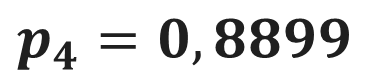 p₄ = 0,8899